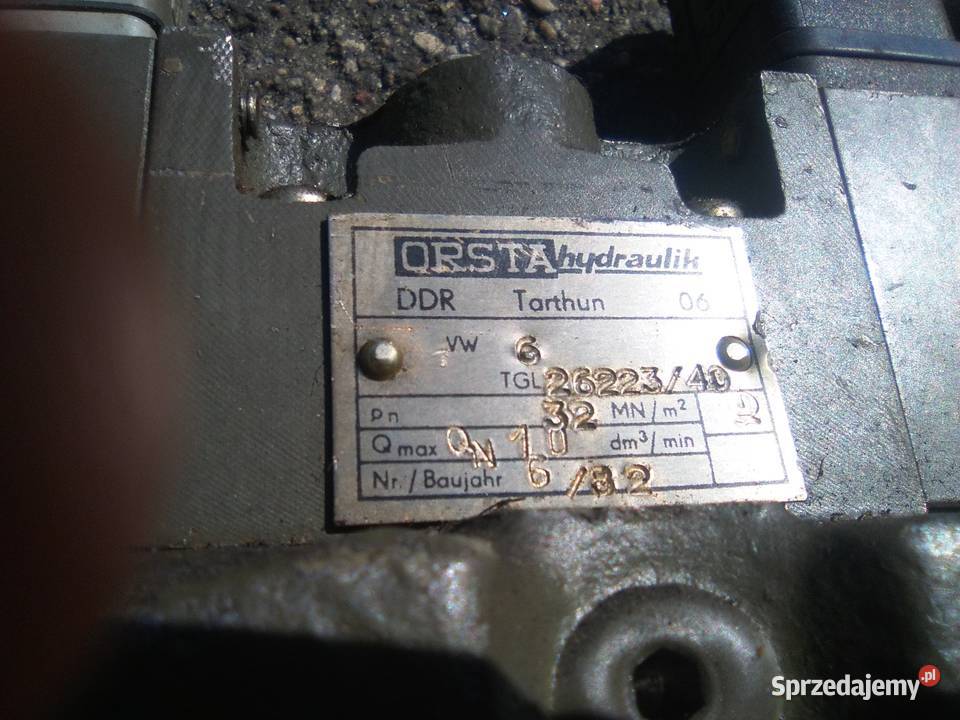 ORSTA hydraulik
DDR Tarthun 06
VW 6
TGL 26223/40
pn 32 MN/m² 2
Qmax QN 10 dm³/min
Nr./Baujahr 6 /82
Sprzedajemy.pl